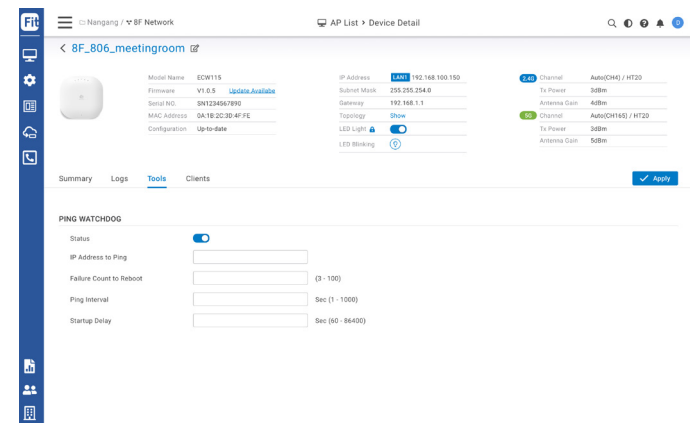 Fit
Nangang / 8F Network
AP List > Device Detail
D
8F_806_meetingroom
Model Name ECW115
Firmware V1.0.5 Update Availabe
Serial NO. SN1234567890
MAC Address 0A:1B:2C:3D:4F:FE
Configuration Up-to-date
IP Address LAN1 192.168.100.150
Subnet Mask 255.255.254.0
Gateway 192.168.1.1
Topology Show
LED Light
LED Blinking
2.4G Channel Auto(CH4) / HT20
Tx Power 3dBm
Antenna Gain 4dBm
5G Channel Auto(CH165) / HT20
Tx Power 3dBm
Antenna Gain 5dBm
Summary Logs Tools Clients
Apply
PING WATCHDOG
Status
IP Address to Ping
Failure Count to Reboot (3 - 100)
Ping Interval Sec (1 - 1000)
Startup Delay Sec (60 - 86400)